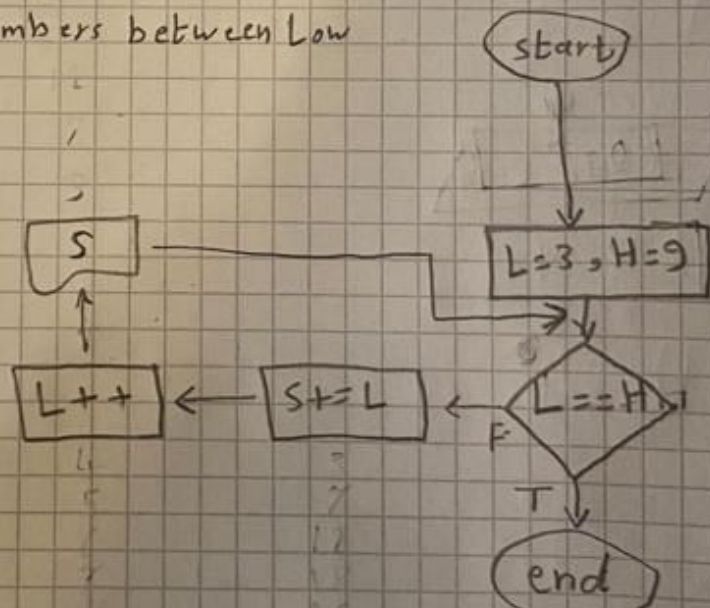 mbers between Low
start
L=3, H=9
S
L==H
F
S+=L
L++
T
end